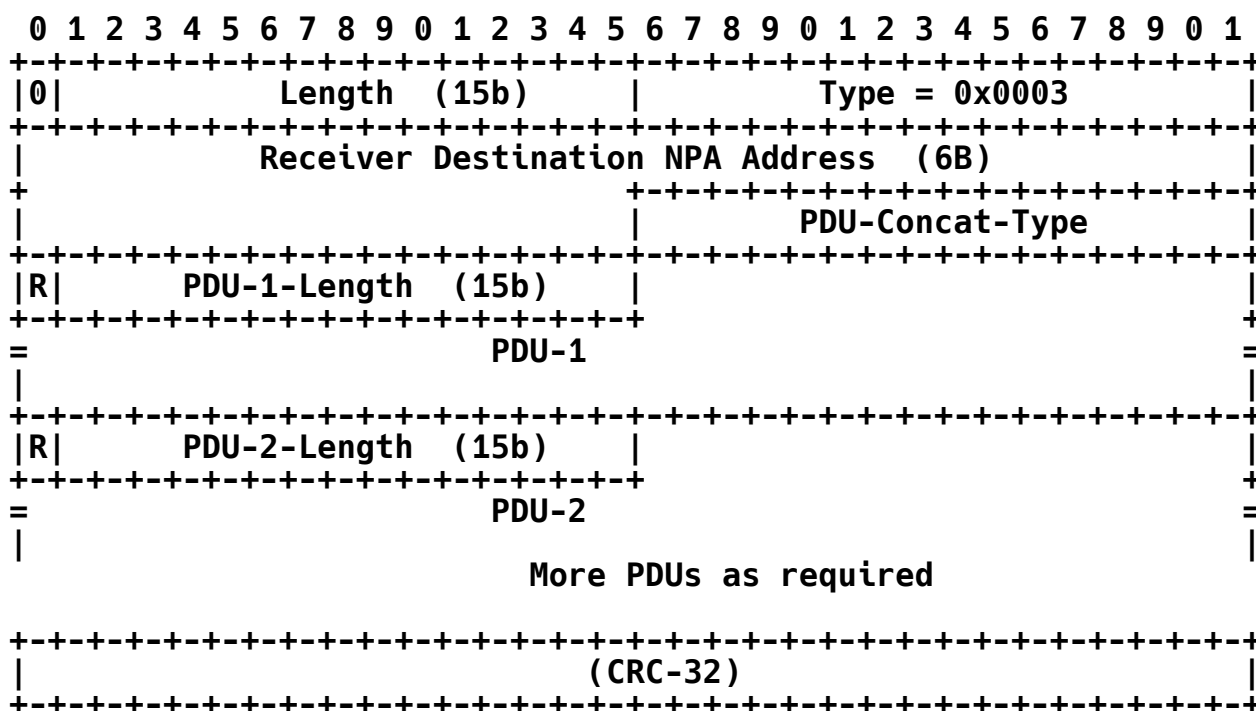 0 1 2 3 4 5 6 7 8 9 0 1 2 3 4 5 6 7 8 9 0 1 2 3 4 5 6 7 8 9 0 1
+-+-+-+-+-+-+-+-+-+-+-+-+-+-+-+-+-+-+-+-+-+-+-+-+-+-+-+-+-+-+-+-+
|0|           Length  (15b)     |         Type = 0x0003         |
+-+-+-+-+-+-+-+-+-+-+-+-+-+-+-+-+-+-+-+-+-+-+-+-+-+-+-+-+-+-+-+-+
|            Receiver Destination NPA Address  (6B)             |
+                               +-+-+-+-+-+-+-+-+-+-+-+-+-+-+-+-+
|                               |        PDU-Concat-Type        |
+-+-+-+-+-+-+-+-+-+-+-+-+-+-+-+-+-+-+-+-+-+-+-+-+-+-+-+-+-+-+-+-+
|R|      PDU-1-Length  (15b)    |                               |
+-+-+-+-+-+-+-+-+-+-+-+-+-+-+-+-+                               +
=                        PDU-1                                  =
|                                                               |
+-+-+-+-+-+-+-+-+-+-+-+-+-+-+-+-+-+-+-+-+-+-+-+-+-+-+-+-+-+-+-+-+
|R|      PDU-2-Length  (15b)    |                               |
+-+-+-+-+-+-+-+-+-+-+-+-+-+-+-+-+                               +
=                        PDU-2                                  =
|                                                               |
                           More PDUs as required

+-+-+-+-+-+-+-+-+-+-+-+-+-+-+-+-+-+-+-+-+-+-+-+-+-+-+-+-+-+-+-+-+
|                             (CRC-32)                          |
+-+-+-+-+-+-+-+-+-+-+-+-+-+-+-+-+-+-+-+-+-+-+-+-+-+-+-+-+-+-+-+-+